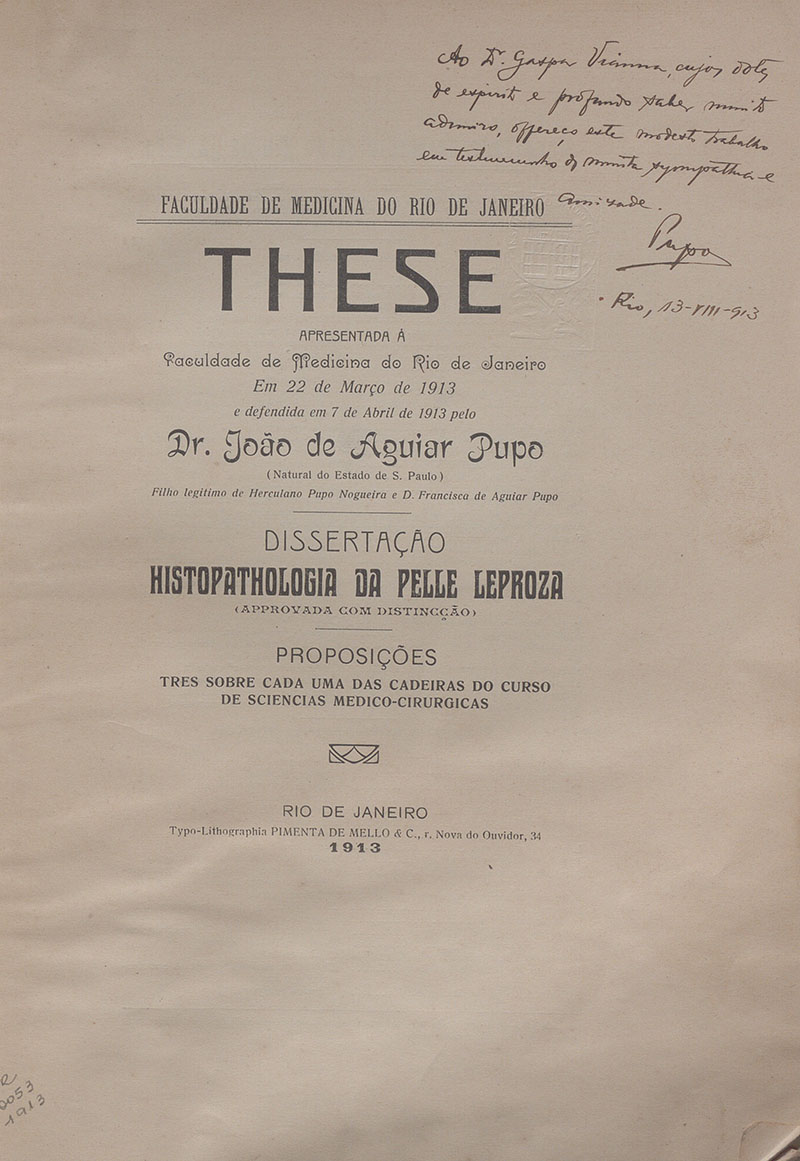 Ao Dr. Gaspar Vianna, cujos dotes
de espirito e profundo saber muito
admiro, offereço este modesto trabalho
em testemunho de muita sympathia e
amizade.
Pupo
Rio, 13-VIII-913
FACULDADE DE MEDICINA DO RIO DE JANEIRO
THESE
APRESENTADA Á
Faculdade de Medicina do Rio de Janeiro
Em 22 de Março de 1913
e defendida em 7 de Abril de 1913 pelo
Dr. João de Aguiar Pupo
(Natural do Estado de S. Paulo)
Filho legitimo de Herculano Pupo Nogueira e D. Francisca de Aguiar Pupo
DISSERTAÇÃO
HISTOPATHOLOGIA DA PELLE LEPROZA
(APPROVADA COM DISTINCÇÃO)
PROPOSIÇÕES
TRES SOBRE CADA UMA DAS CADEIRAS DO CURSO
DE SCIENCIAS MEDICO-CIRURGICAS
RIO DE JANEIRO
Typo-Lithographia PIMENTA DE MELLO & C., r. Nova do Ouvidor, 34
1913
0053
1913